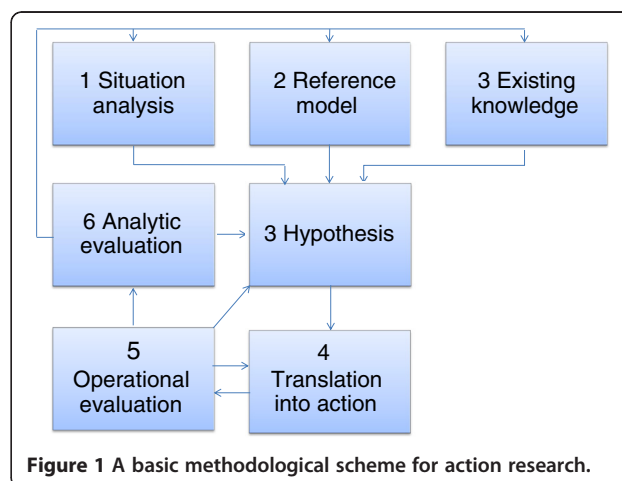 1 Situation
analysis
2 Reference
model
3 Existing
knowledge
6 Analytic
evaluation
3 Hypothesis
5
Operational
evaluation
4
Translation
into action
Figure 1 A basic methodological scheme for action research.